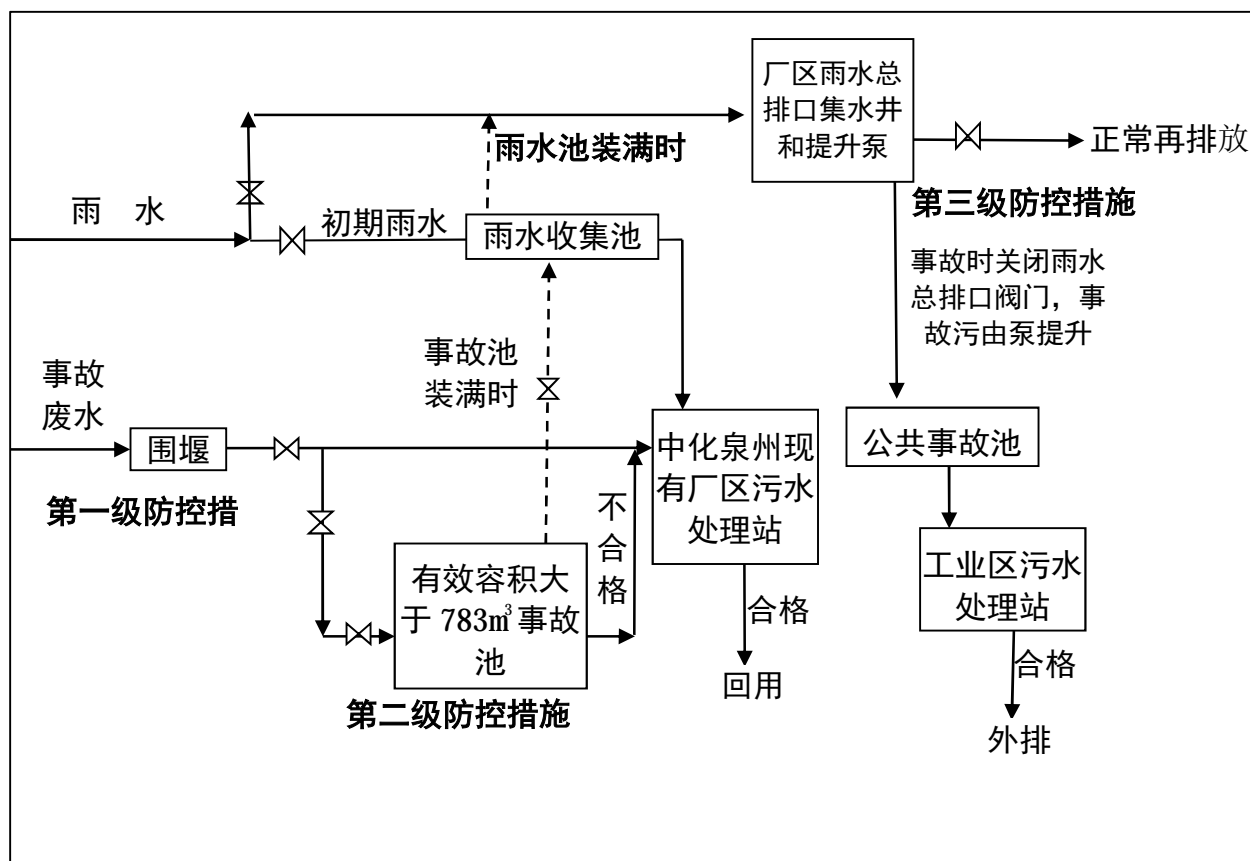 厂区雨水总
排口集水井
和提升泵
正常再排放
雨水池装满时
第三级防控措施
雨 水
初期雨水
雨水收集池
事故时关闭雨水
总排口阀门，事
故污由泵提升
事故池
装满时
事故
废水
围堰
第一级防控措
中化泉州现
有厂区污水
处理站
公共事故池
不
合
格
有效容积大
于 783m³事故
池
第二级防控措施
工业区污水
处理站
合格
回用
合格
外排